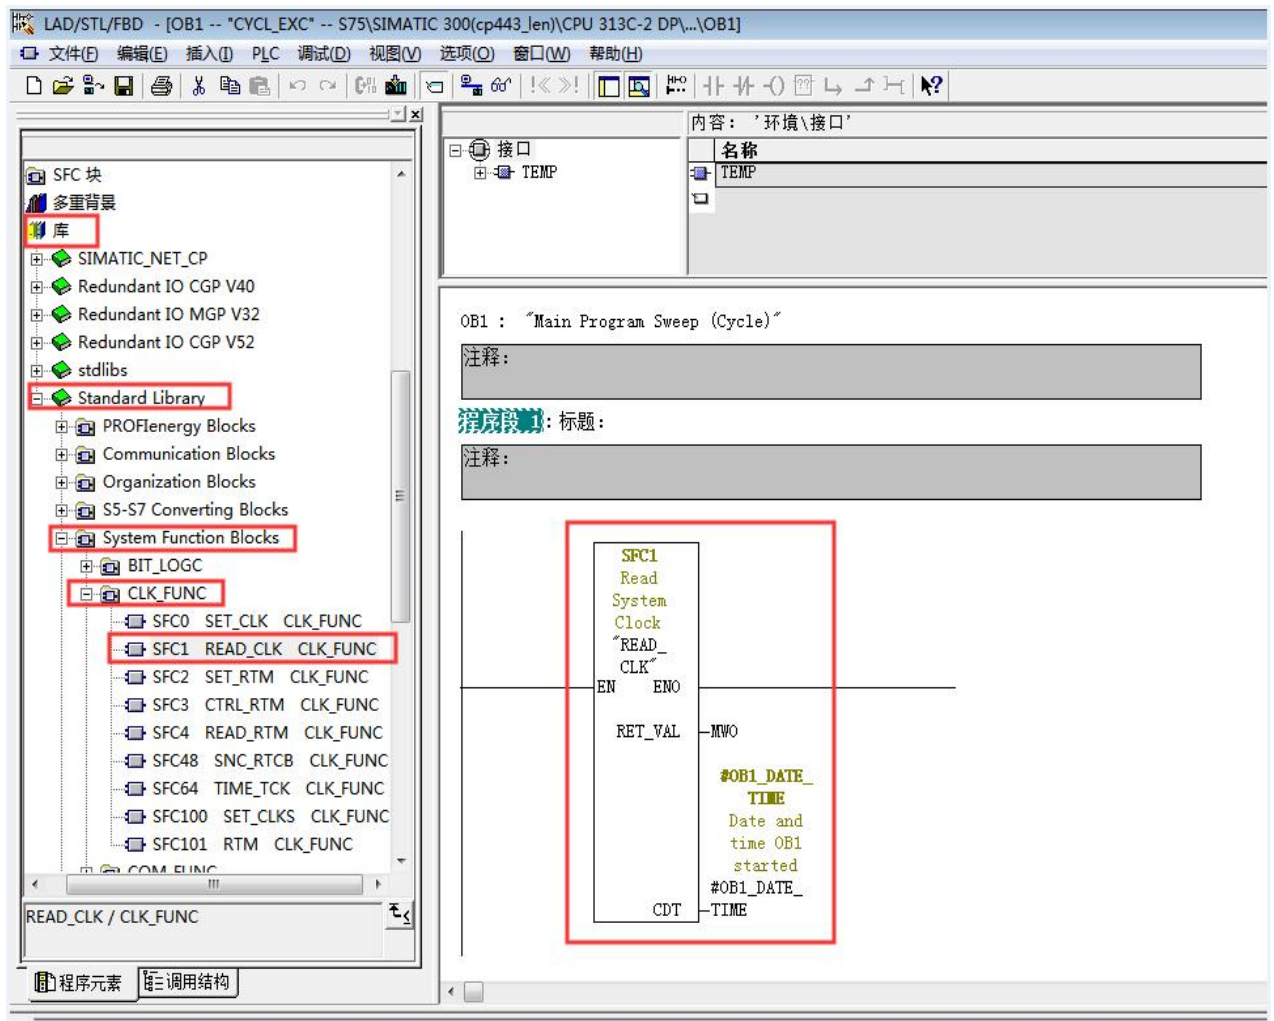 LAD/STL/FBD - [OB1 -- "CYCL_EXC" -- S75\SIMATIC 300(cp443_len)\CPU 313C-2 DP\...\OB1]
文件(F) 编辑(E) 插入(I) PLC 调试(D) 视图(V) 选项(O) 窗口(W) 帮助(H)
SFC 块
多重背景
库
SIMATIC_NET_CP
Redundant IO CGP V40
Redundant IO MGP V32
Redundant IO CGP V52
stdlibs
Standard Library
PROFIenergy Blocks
Communication Blocks
Organization Blocks
S5-S7 Converting Blocks
System Function Blocks
BIT_LOGC
CLK_FUNC
SFC0 SET_CLK CLK_FUNC
SFC1 READ_CLK CLK_FUNC
SFC2 SET_RTM CLK_FUNC
SFC3 CTRL_RTM CLK_FUNC
SFC4 READ_RTM CLK_FUNC
SFC48 SNC_RTCB CLK_FUNC
SFC64 TIME_TCK CLK_FUNC
SFC100 SET_CLKS CLK_FUNC
SFC101 RTM CLK_FUNC
COM_FUNC
READ_CLK / CLK_FUNC
程序元素 调用结构
内容: '环境\接口'
接口
TEMP
名称
TEMP
OB1 : "Main Program Sweep (Cycle)"
注释:
程序段 1: 标题:
注释:
SFC1
Read
System
Clock
"READ_
CLK"
EN ENO
RET_VAL MW0
#OB1_DATE_
TIME
Date and
time OB1
started
#OB1_DATE_
CDT TIME